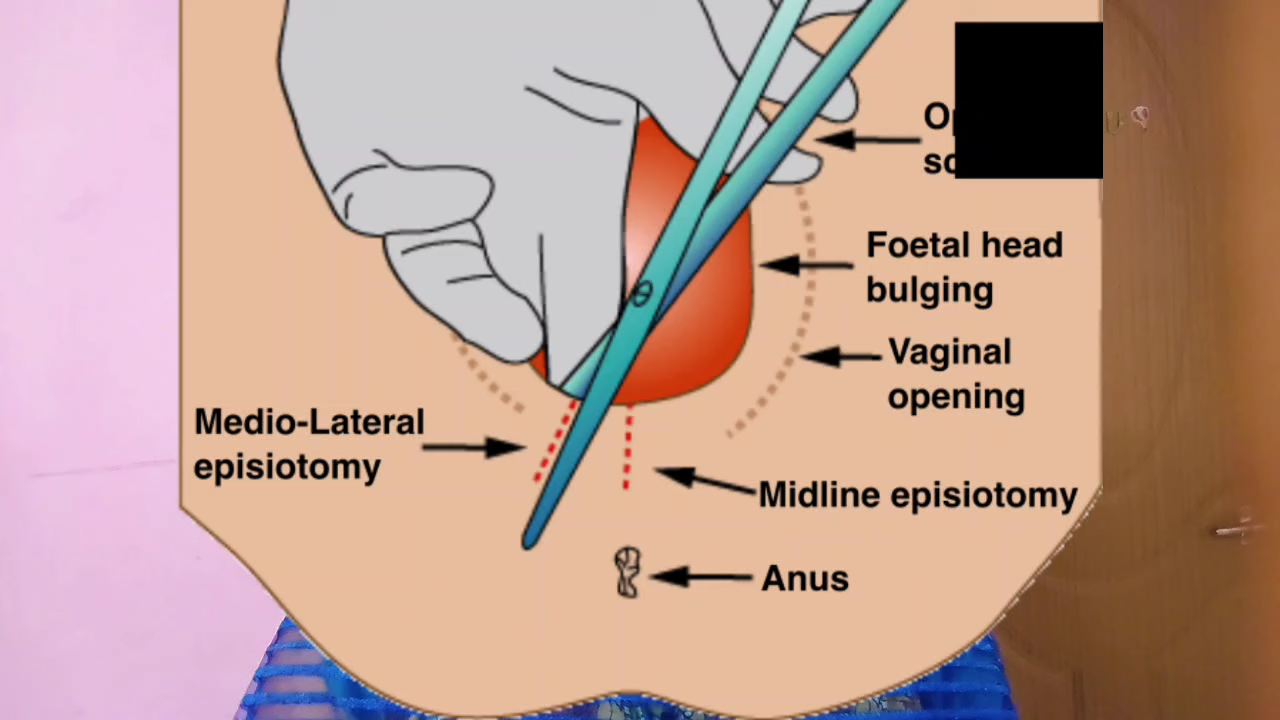 Foetal head
bulging
Vaginal
opening
Medio-Lateral
episiotomy
Midline episiotomy
Anus